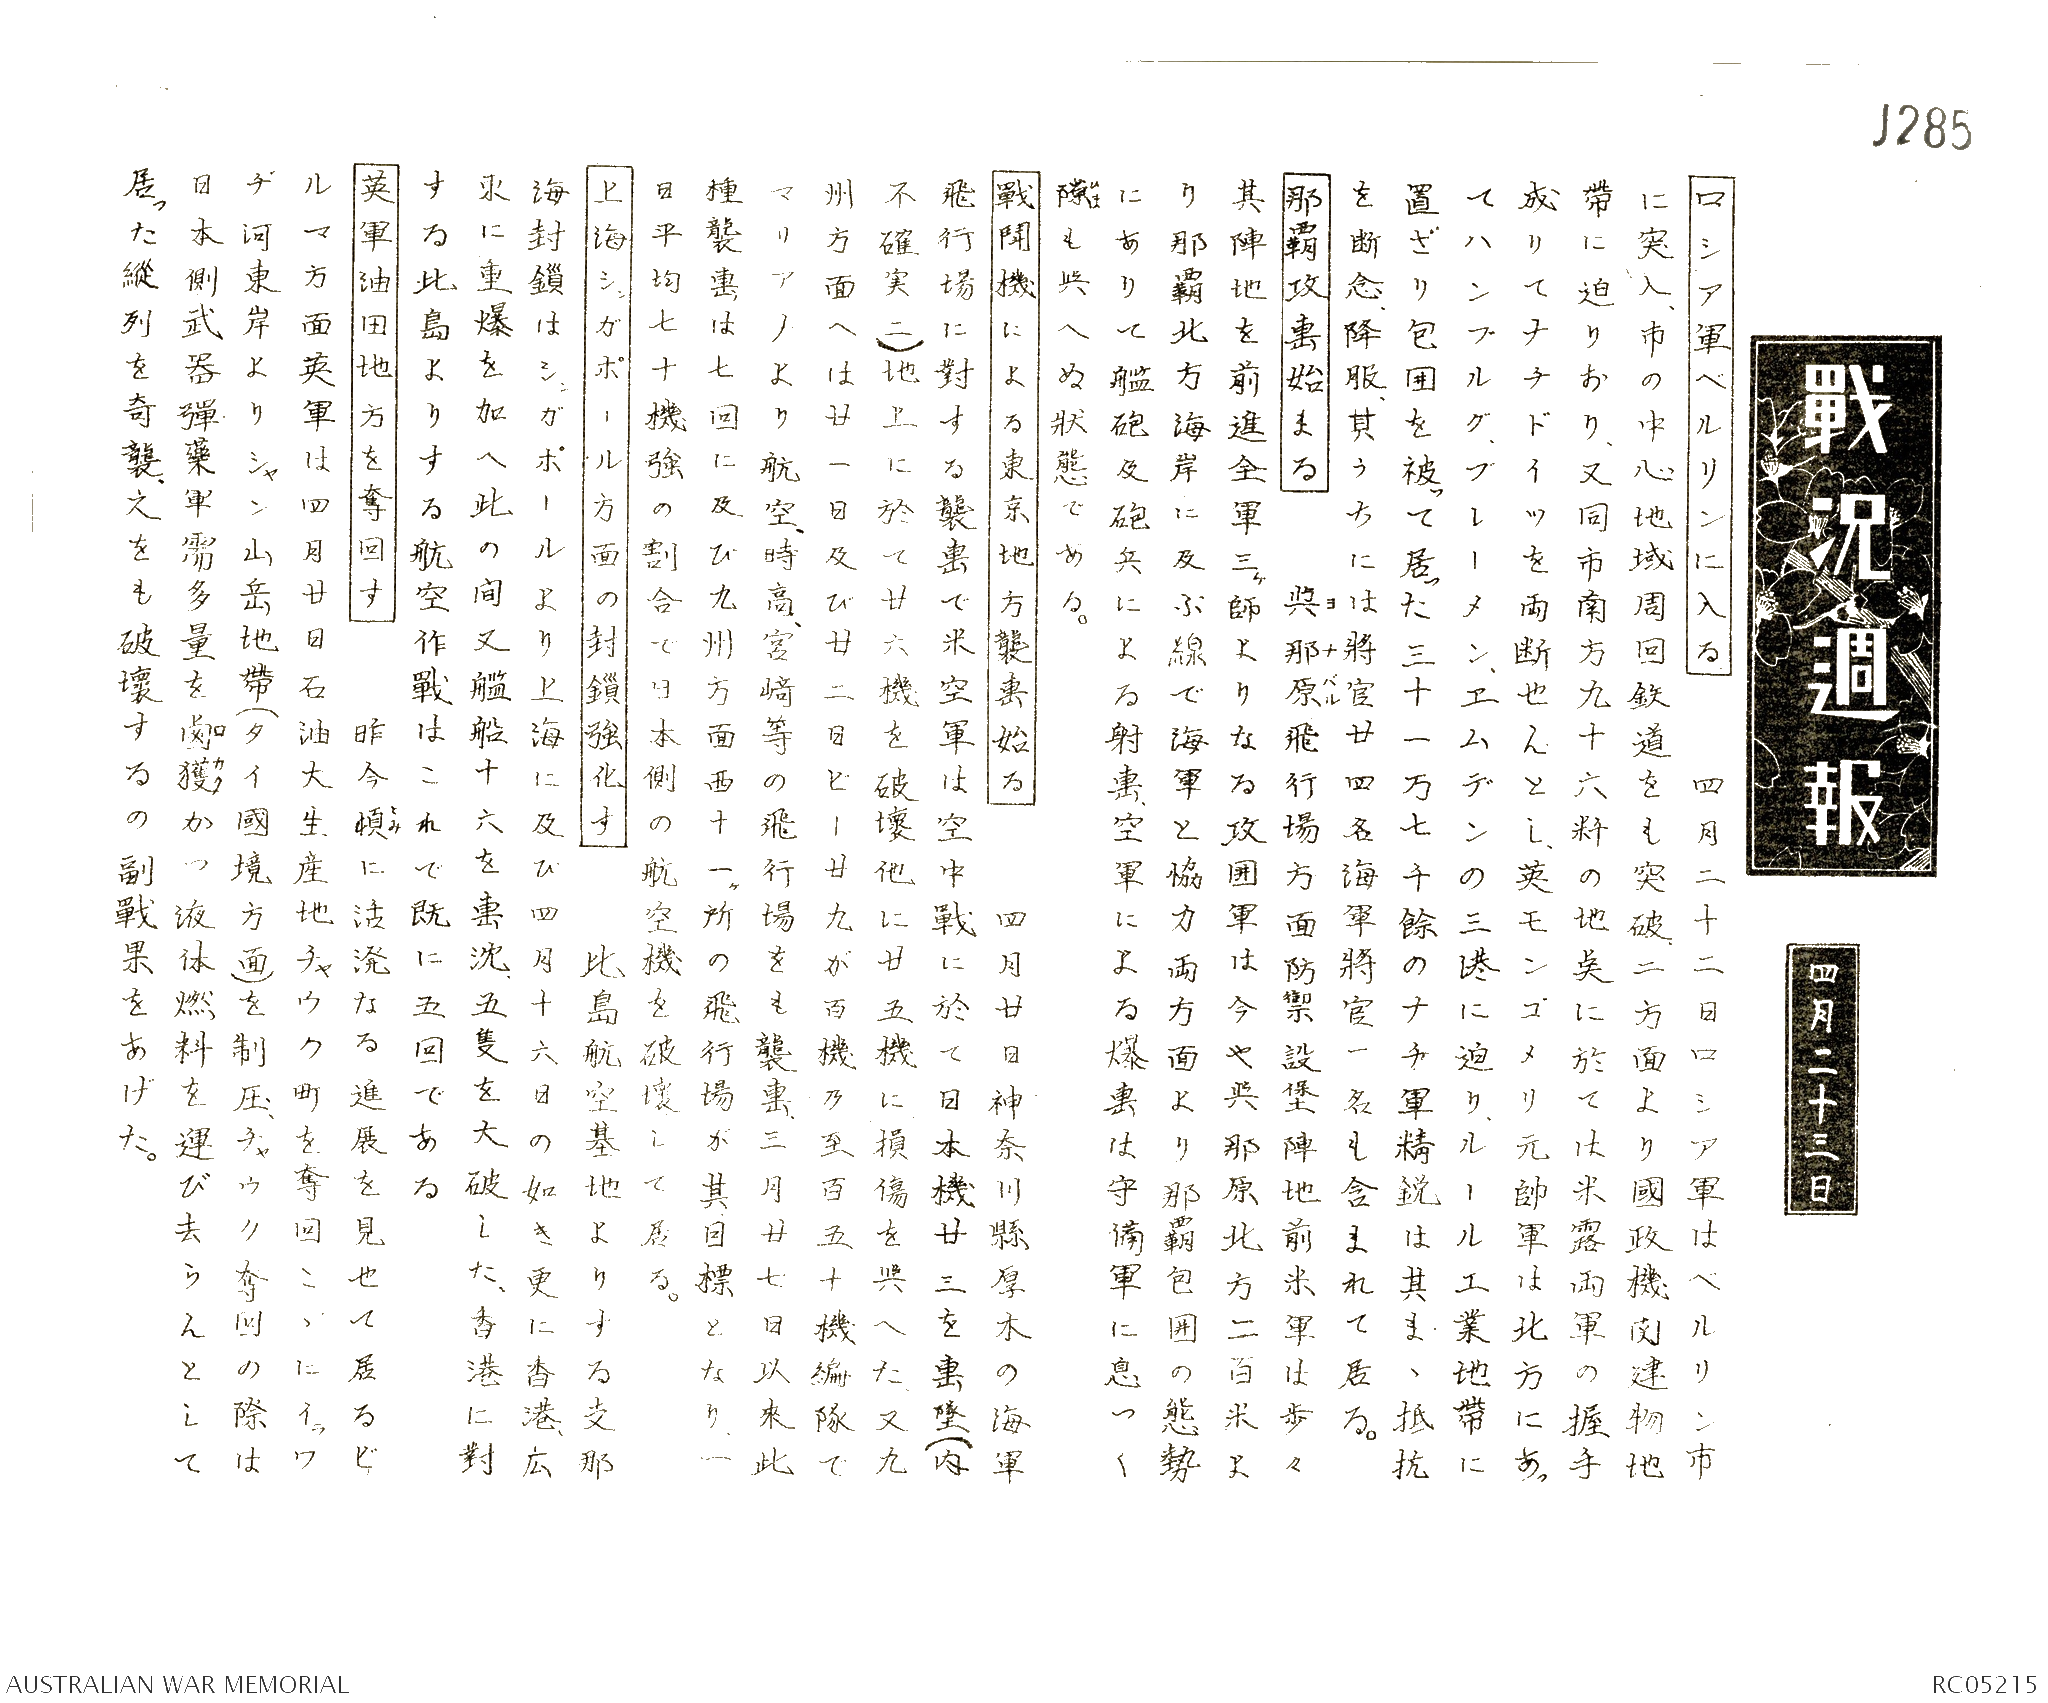 J285
戰況週報
四月二十三日
ロシア軍ベルリンに入る　四月二十二日ロシア軍はベルリン市
に突入、市の中心地域周回鉄道をも突破、二方面より國政機関建物地
帶に迫りおり、又同市南方九十六粁の地奌に於ては米露両軍の握手
成りてナチドイツを両断せんとし、英モンゴメリ元帥軍は北方にあっ
てハンブルグ、ブレーメン、エムデンの三港に迫り、ルール工業地帶に
置ざり包囲を被って居った三十一万七千餘のナチ軍精鋭は其まゝ抵抗
を断念、降服、其うちには將官廿四名海軍將官一名も含まれて居る。
那覇攻擊始まる　與那原飛行場方面防禦設堡陣地前米軍は歩々
ヨナバル
其陣地を前進全軍三ヶ師よりなる攻囲軍は今や與那原北方二百米よ
り那覇北方海岸に及ぶ線で海軍と協力両方面より那覇包囲の態勢
にありて艦砲及砲兵による射擊、空軍による爆擊は守備軍に息つく
隙も與へぬ狀態である。
ひま
戰闘機による東京地方襲擊始る　四月廿日神奈川縣厚木の海軍
飛行場に對する襲擊で米空軍は空中戰に於て日本機廿三を擊墜(内
不確実二)地上に於て廿六機を破壞他に廿五機に損傷を與へた、又九
州方面へは廿一日及び廿二日とB—廿九が百機乃至百五十機編隊で
マリアナより航空、時高、宮崎等の飛行場をも襲擊、三月廿七日以來此
種襲擊は七回に及び九州方面西十一ヶ所の飛行場が其目標となり、一
日平均七十機強の割合で日本側の航空機を破壞して居る。
上海シンガポール方面の封鎖強化す　比島航空基地よりする支那
海封鎖はシンガポールより上海に及び四月十六日の如き更に香港、広
東に重爆を加へ此の間又艦船十六を擊沈、五隻を大破した、香港に對
する此島よりする航空作戰はこれで既に五回である
英軍油田地方を奪回す　昨今頓に活溌なる進展を見せて居るビ
とみ
ルマ方面英軍は四月廿日石油大生産地チャウク町を奪回こゝにイラワ
ヂ河東岸よりシャン山岳地帶(タイ國境方面)を制圧、チャウク奪回の際は
日本側武器彈藥軍需多量を鹵獲かつ液体燃料を運び去らんとして
ロカク
居った縱列を奇襲、之をも破壞するの副戰果をあげた。
AUSTRALIAN WAR MEMORIAL
RC05215